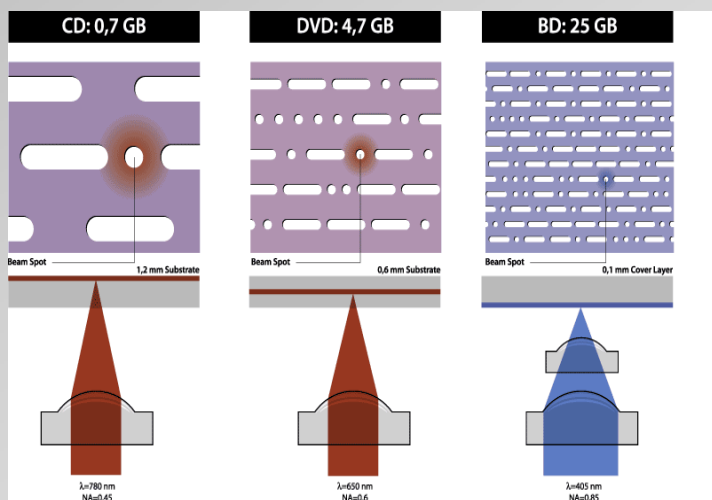 CD: 0,7 GB
DVD: 4,7 GB
BD: 25 GB
Beam Spot
1,2 mm Substrate
Beam Spot
0,6 mm Substrate
Beam Spot
0,1 mm Cover Layer
λ=780 nm
NA=0.45
λ=650 nm
NA=0.6
λ=405 nm
NA=0.85